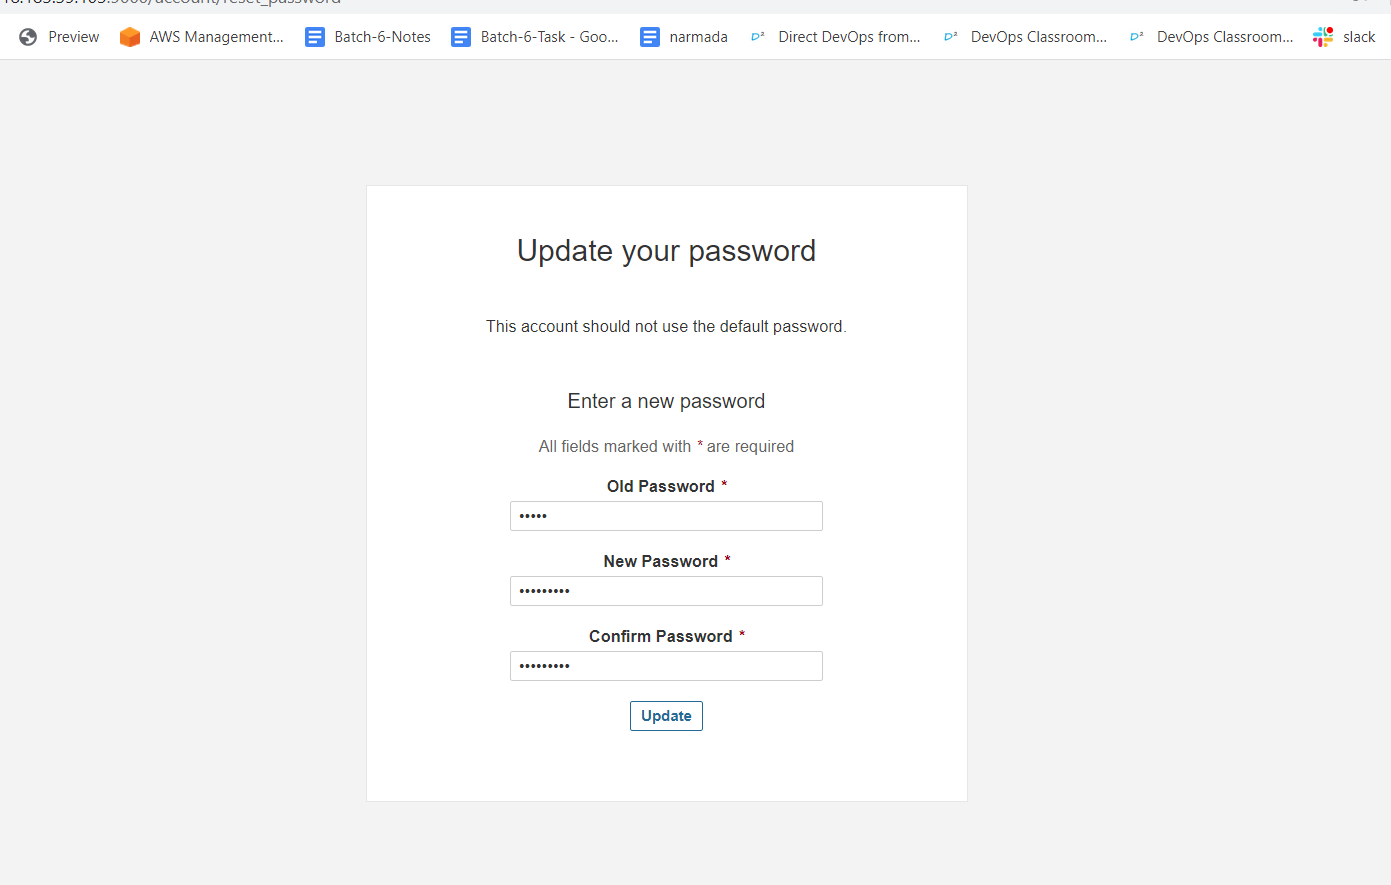 /account/reset_password
Preview AWS Management... Batch-6-Notes Batch-6-Task - Goo... narmada Direct DevOps from... DevOps Classroom... DevOps Classroom... slack
Update your password
This account should not use the default password.
Enter a new password
All fields marked with * are required
Old Password *
•••••
New Password *
•••••••••
Confirm Password *
•••••••••
Update